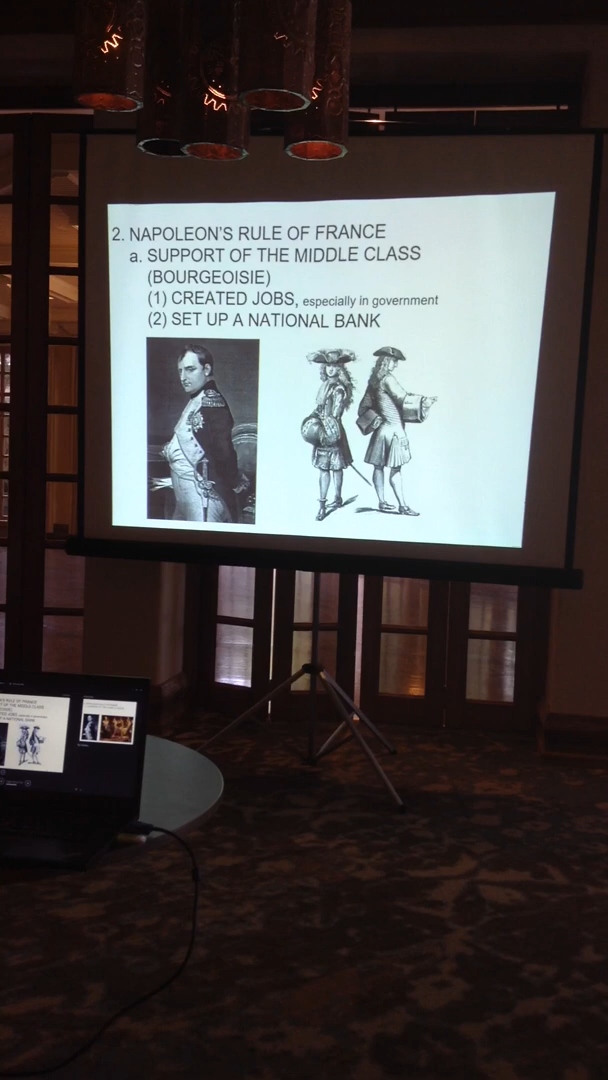 2. NAPOLEON'S RULE OF FRANCE
a. SUPPORT OF THE MIDDLE CLASS
(BOURGEOISIE)
(1) CREATED JOBS, especially in government
(2) SET UP A NATIONAL BANK